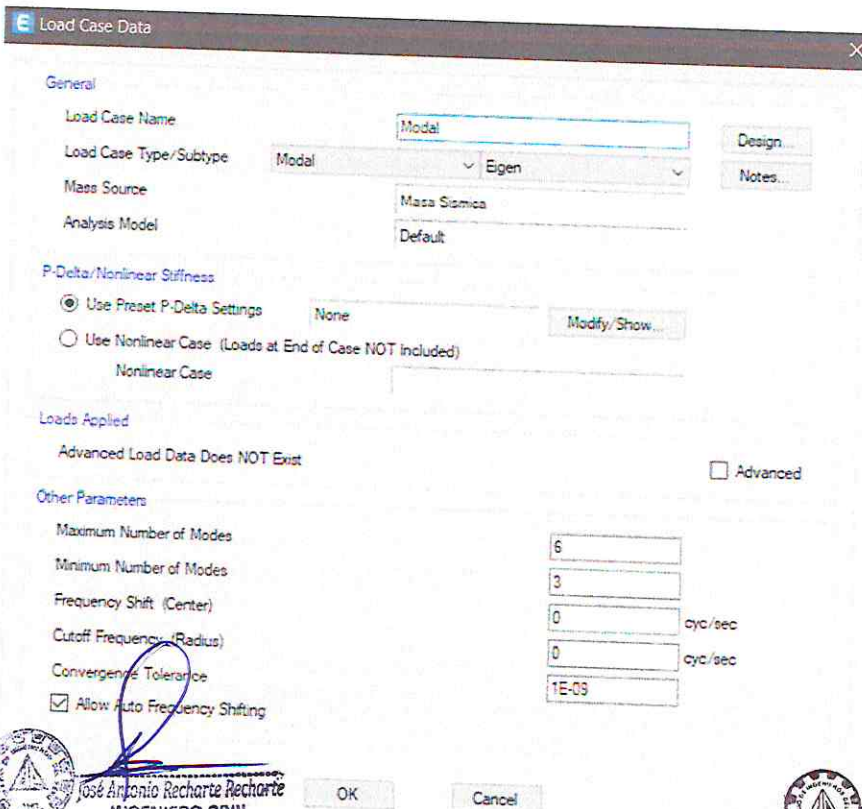 E Load Case Data
General
Load Case Name Modal Design...
Load Case Type/Subtype Modal Eigen Notes...
Mass Source Masa Sismica
Analysis Model Default
P-Delta/Nonlinear Stiffness
Use Preset P-Delta Settings None Modify/Show...
Use Nonlinear Case (Loads at End of Case NOT Included)
Nonlinear Case
Loads Applied
Advanced Load Data Does NOT Exist Advanced
Other Parameters
Maximum Number of Modes 6
Minimum Number of Modes 3
Frequency Shift (Center) 0 cyc/sec
Cutoff Frequency (Radius) 0 cyc/sec
Convergence Tolerance 1E-09
Allow Auto Frequency Shifting
José Antonio Recharte Recharte
INGENIERO
OK Cancel